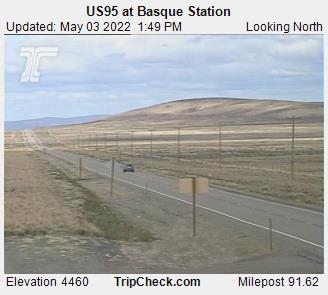 US95 at Basque Station
Updated: May 03 2022 1:49 PM Looking North
Elevation 4460 TripCheck.com Milepost 91.62